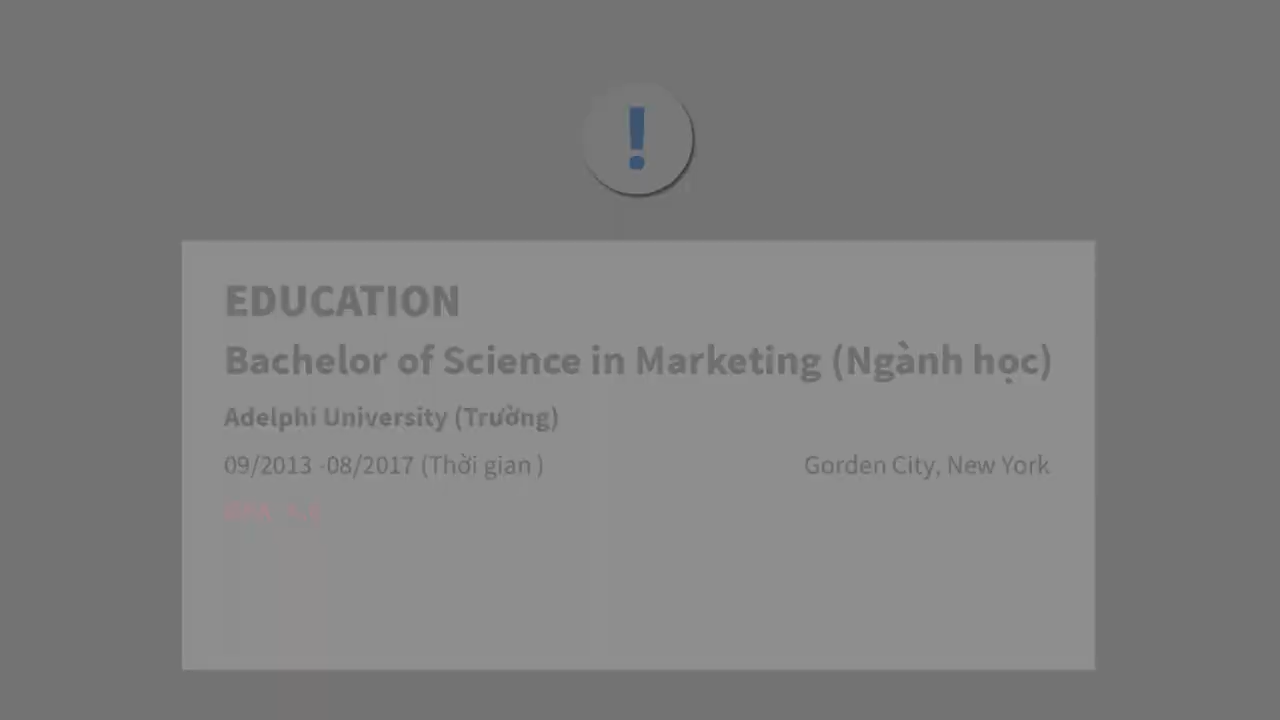 !
EDUCATION
Bachelor of Science in Marketing (Ngành học)
Adelphi University (Trường)
09/2013 -08/2017 (Thời gian )
Gorden City, New York